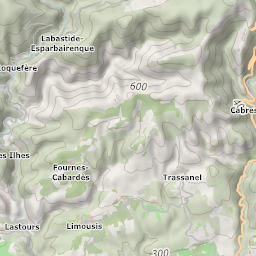 Labastide-
Esparbairenque
oquefère
600
Cabres
es Ilhes
Fournes-
Cabardès
Trassanel
Lastours
Limousis
300